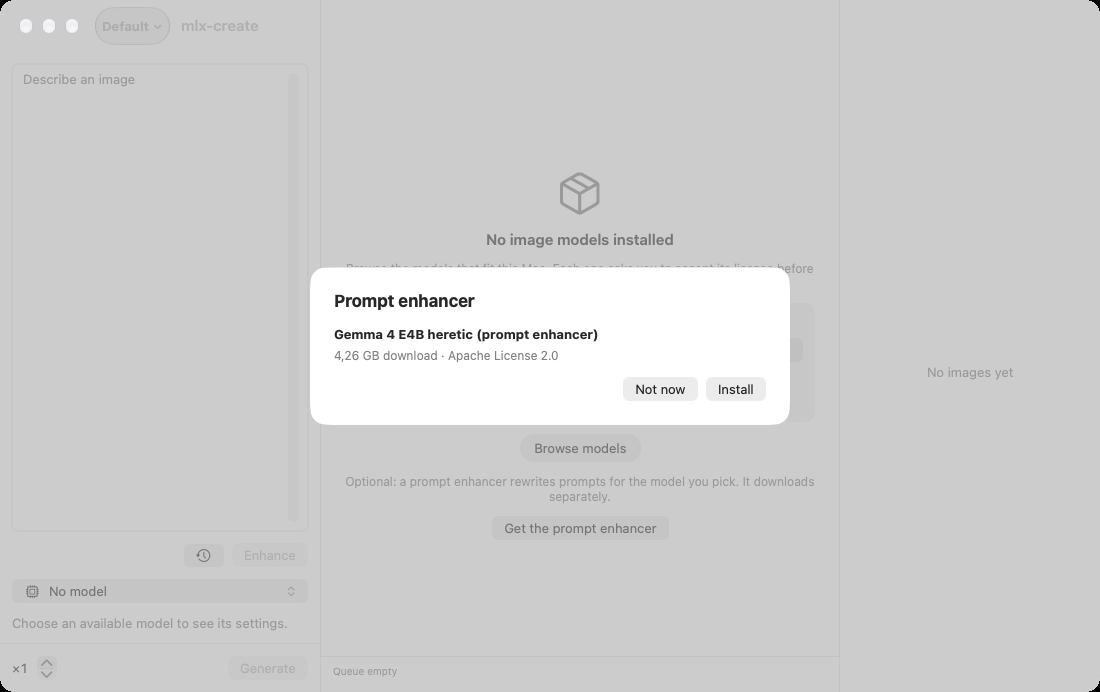 Default
mlx-create
Describe an image
No image models installed
before
Prompt enhancer
Gemma 4 E4B heretic (prompt enhancer)
4,26 GB download · Apache License 2.0
Not now
Install
No images yet
Browse models
Optional: a prompt enhancer rewrites prompts for the model you pick. It downloads
separately.
Get the prompt enhancer
Enhance
No model
Choose an available model to see its settings.
×1
Generate
Queue empty